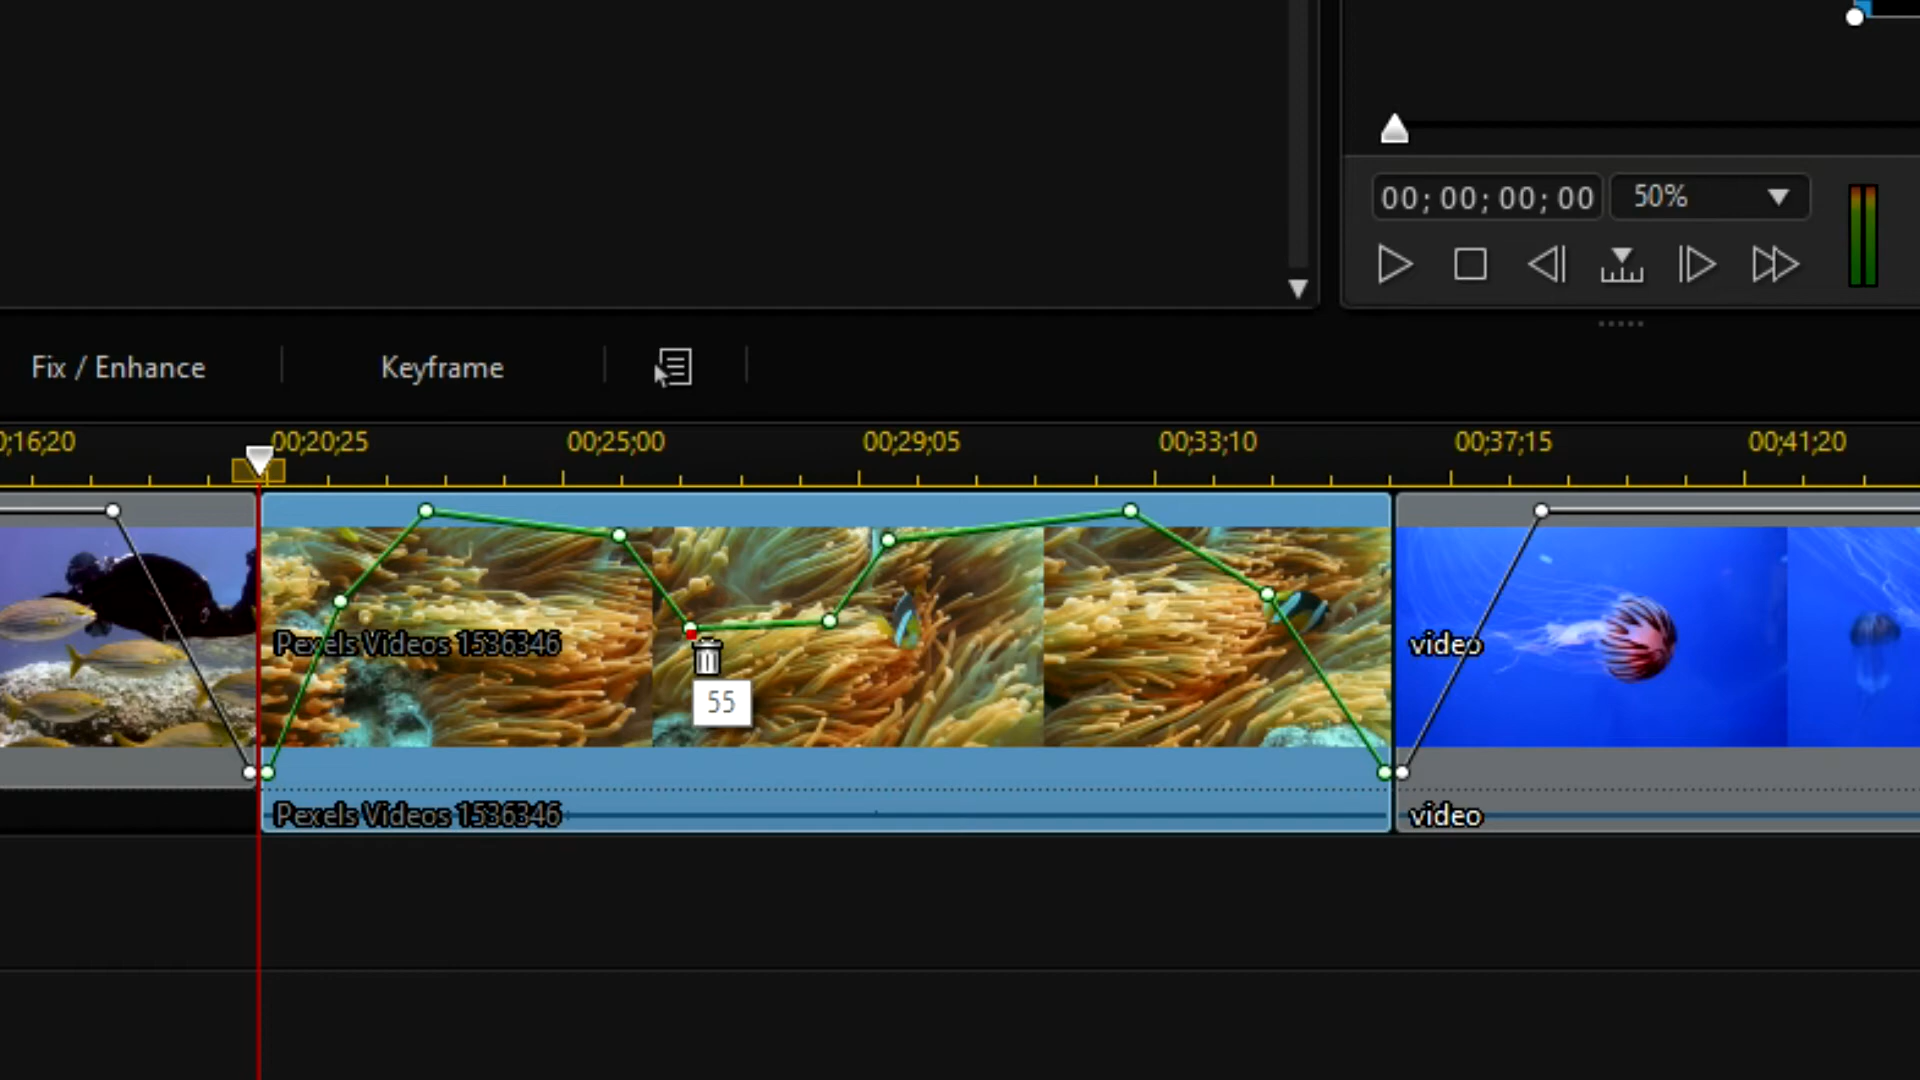 00;00;00;00 50%
Fix / Enhance Keyframe
0;16;20 00;20;25 00;25;00 00;29;05 00;33;10 00;37;15 00;41;20
Pexels Videos 1536346 video
55
Pexels Videos 1536346 video